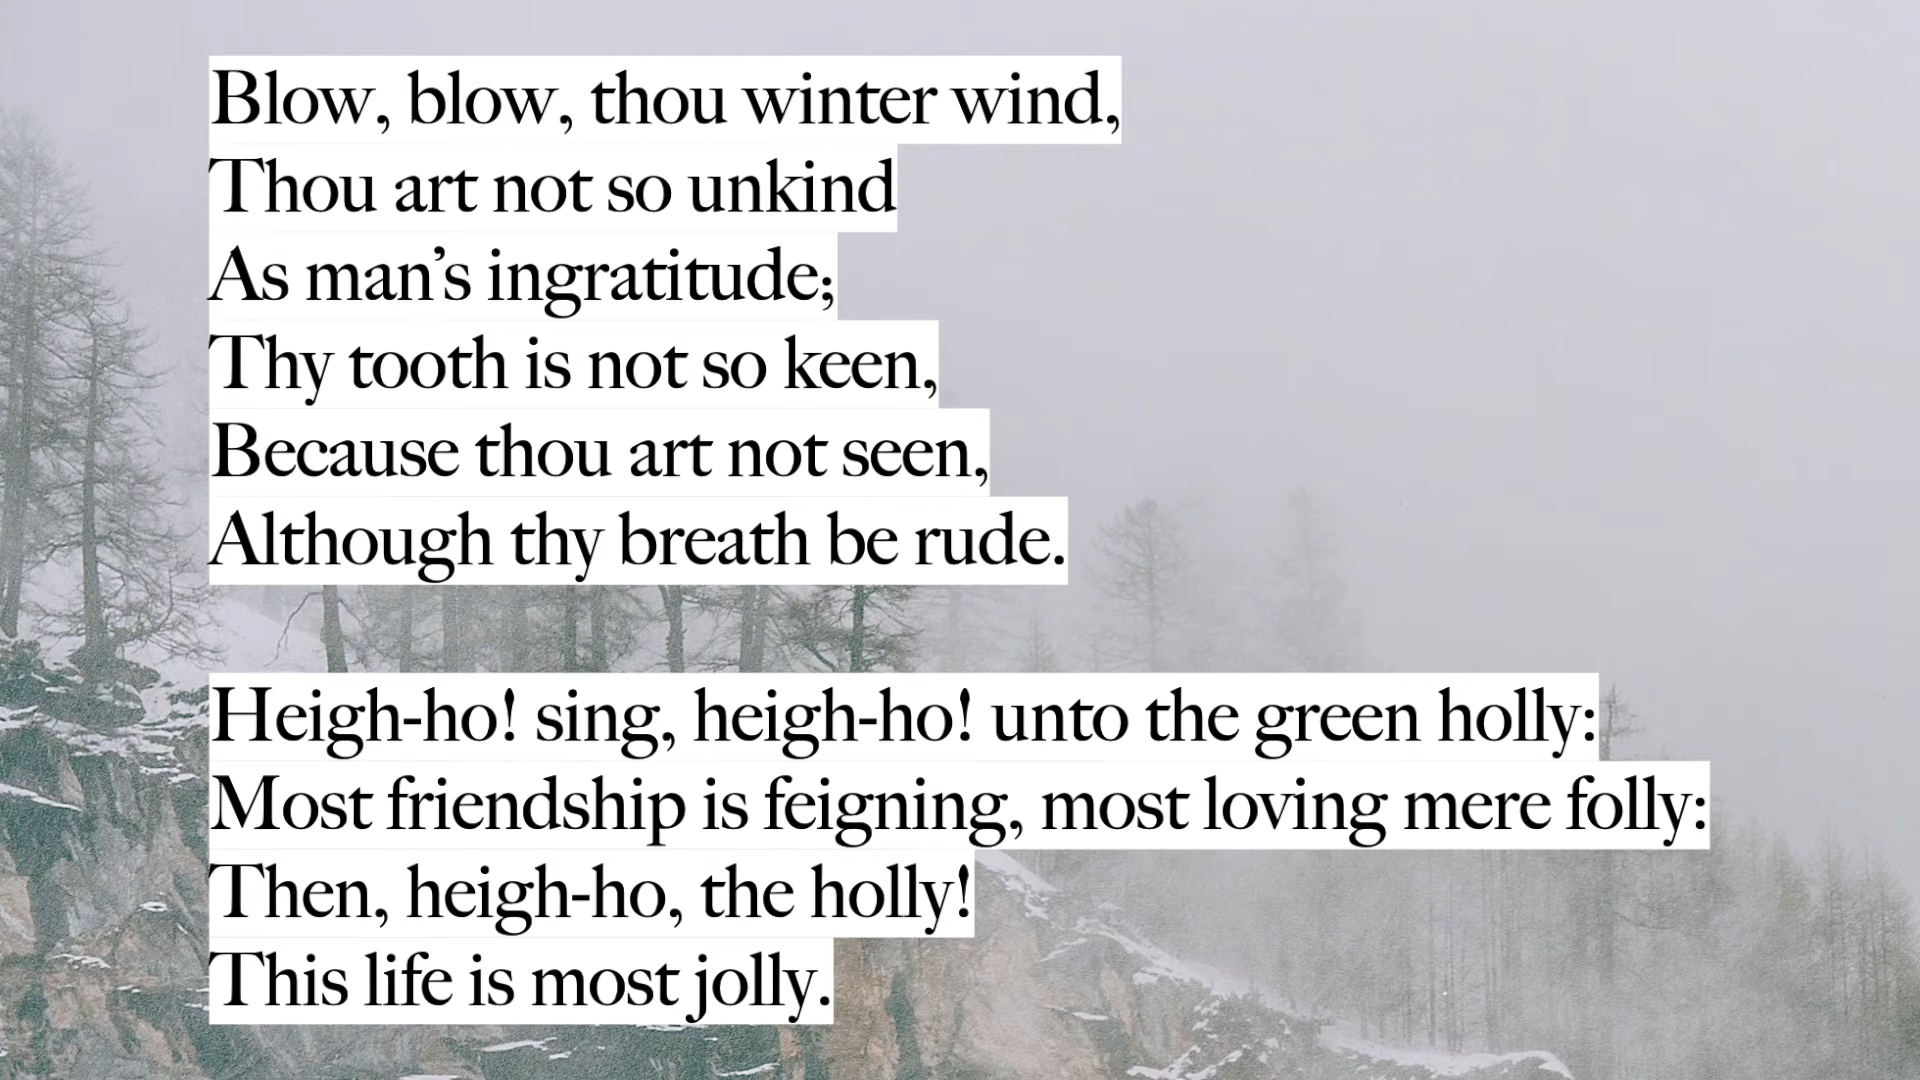 Blow, blow, thou winter wind,
Thou art not so unkind
As man’s ingratitude;
Thy tooth is not so keen,
Because thou art not seen,
Although thy breath be rude.
Heigh-ho! sing, heigh-ho! unto the green holly:
Most friendship is feigning, most loving mere folly:
Then, heigh-ho, the holly!
This life is most jolly.